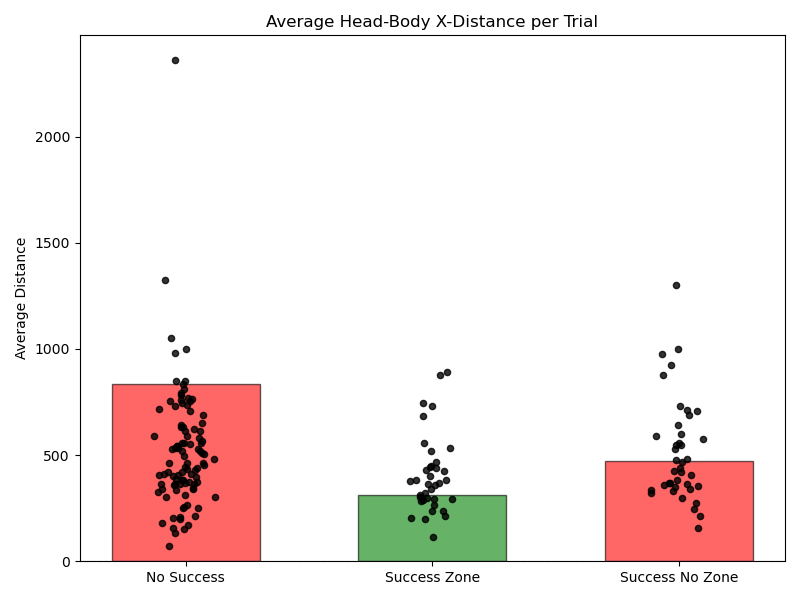 Average Head-Body X-Distance per Trial
Average Distance
2000
1500
1000
500
0
No Success
Success Zone
Success No Zone